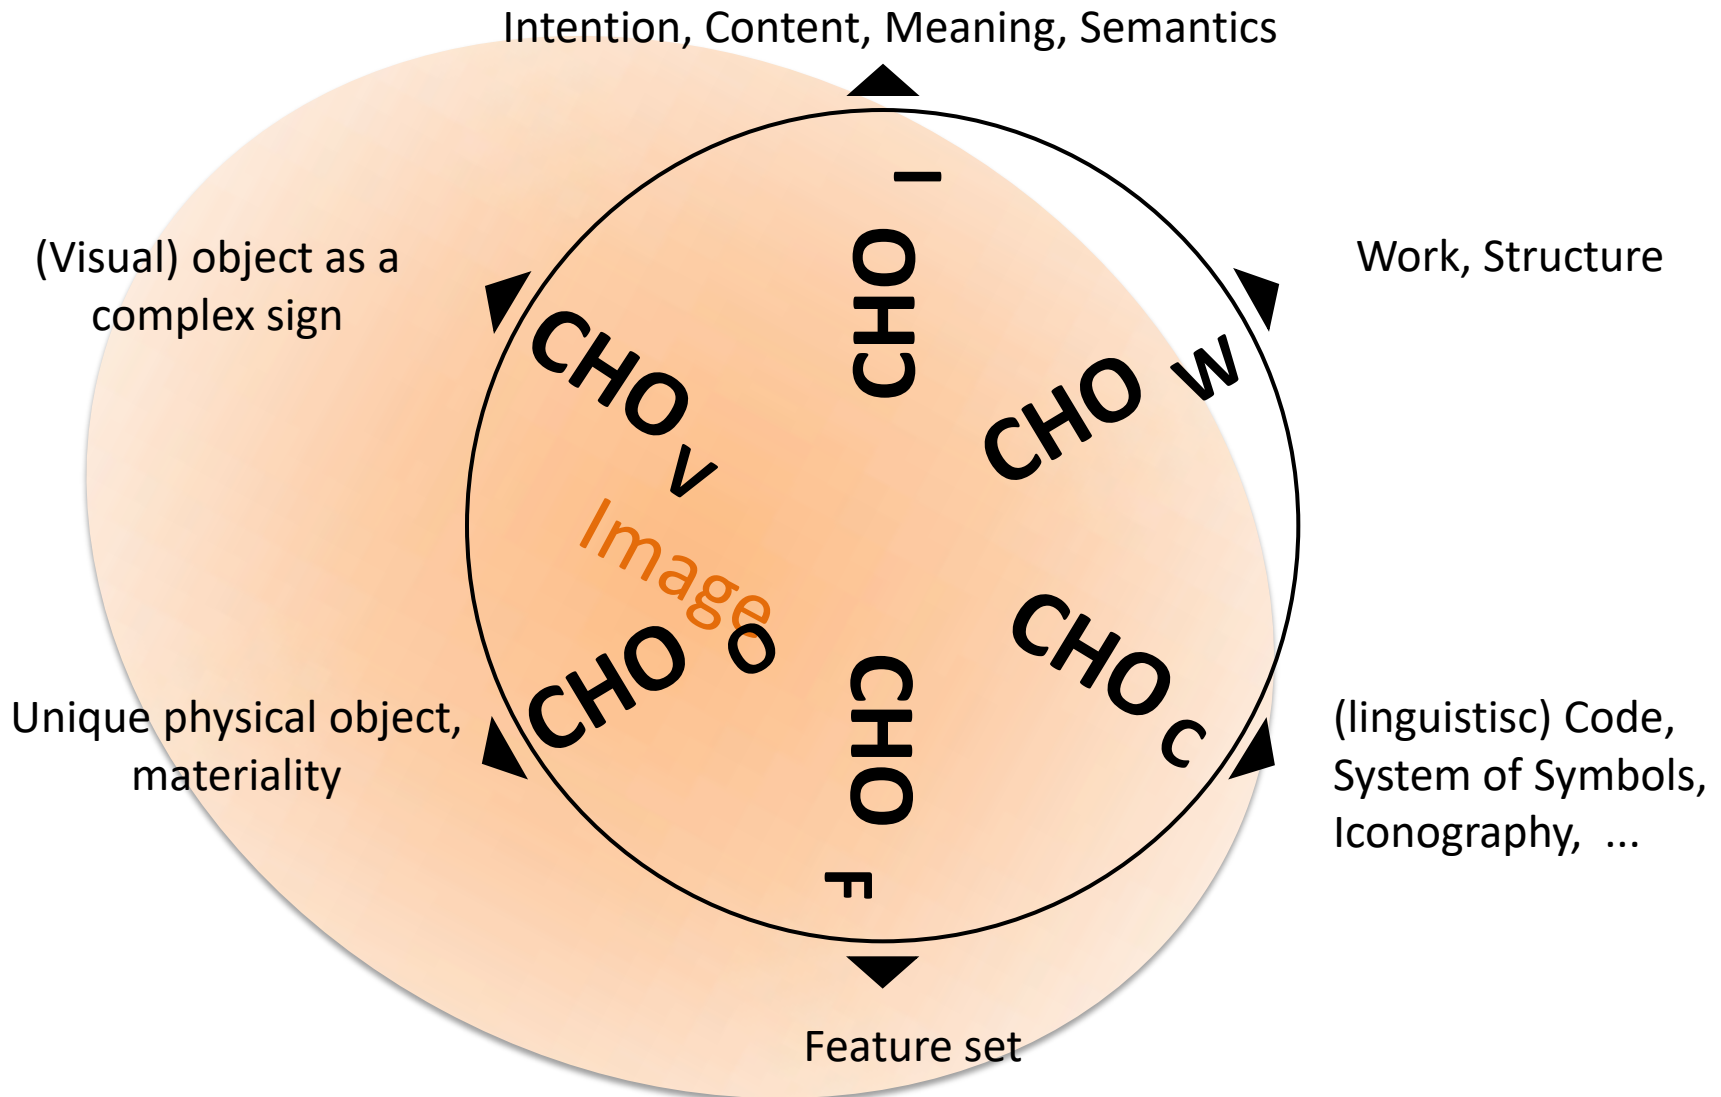 Intention, Content, Meaning, Semantics
(Visual) object as a
complex sign
Work, Structure
CHO I
CHO V
CHO W
Image
CHO O
CHO F
CHO C
Unique physical object,
materiality
(linguistisc) Code,
System of Symbols,
Iconography, ...
Feature set